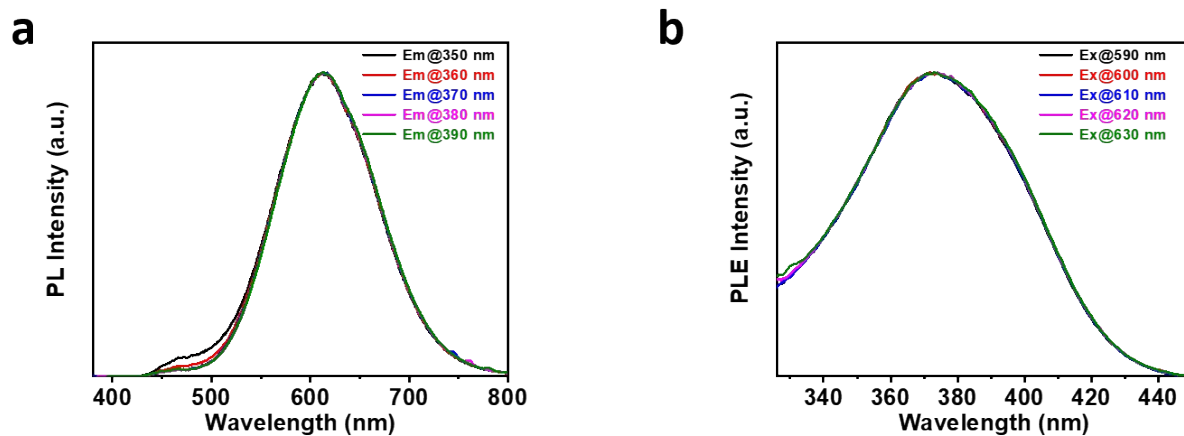 a
PL Intensity (a.u.)
Em@350 nm
Em@360 nm
Em@370 nm
Em@380 nm
Em@390 nm
400 500 600 700 800
Wavelength (nm)
b
PLE Intensity (a.u.)
Ex@590 nm
Ex@600 nm
Ex@610 nm
Ex@620 nm
Ex@630 nm
340 360 380 400 420 440
Wavelength (nm)